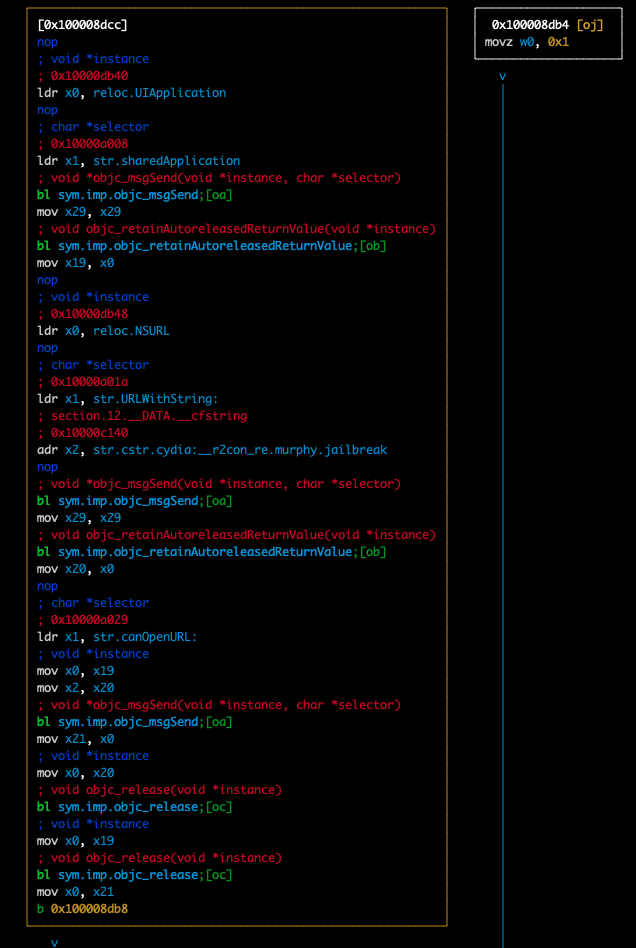 [0x100008dcc]
nop
; void *instance
; 0x10000db40
ldr x0, reloc.UIApplication
nop
; char *selector
; 0x10000a008
ldr x1, str.sharedApplication
; void *objc_msgSend(void *instance, char *selector)
bl sym.imp.objc_msgSend;[oa]
mov x29, x29
; void objc_retainAutoreleasedReturnValue(void *instance)
bl sym.imp.objc_retainAutoreleasedReturnValue;[ob]
mov x19, x0
nop
; void *instance
; 0x10000db48
ldr x0, reloc.NSURL
nop
; char *selector
; 0x10000a01a
ldr x1, str.URLWithString:
; section.12.__DATA.__cfstring
; 0x10000c140
adr x2, str.cstr.cydia:__r2con_re.murphy.jailbreak
nop
; void *objc_msgSend(void *instance, char *selector)
bl sym.imp.objc_msgSend;[oa]
mov x29, x29
; void objc_retainAutoreleasedReturnValue(void *instance)
bl sym.imp.objc_retainAutoreleasedReturnValue;[ob]
mov x20, x0
nop
; char *selector
; 0x10000a029
ldr x1, str.canOpenURL:
; void *instance
mov x0, x19
mov x2, x20
; void *objc_msgSend(void *instance, char *selector)
bl sym.imp.objc_msgSend;[oa]
mov x21, x0
; void *instance
mov x0, x20
; void objc_release(void *instance)
bl sym.imp.objc_release;[oc]
; void *instance
mov x0, x19
; void objc_release(void *instance)
bl sym.imp.objc_release;[oc]
mov x0, x21
b 0x100008db8
v
0x100008db4 [oj]
movz w0, 0x1
v
v